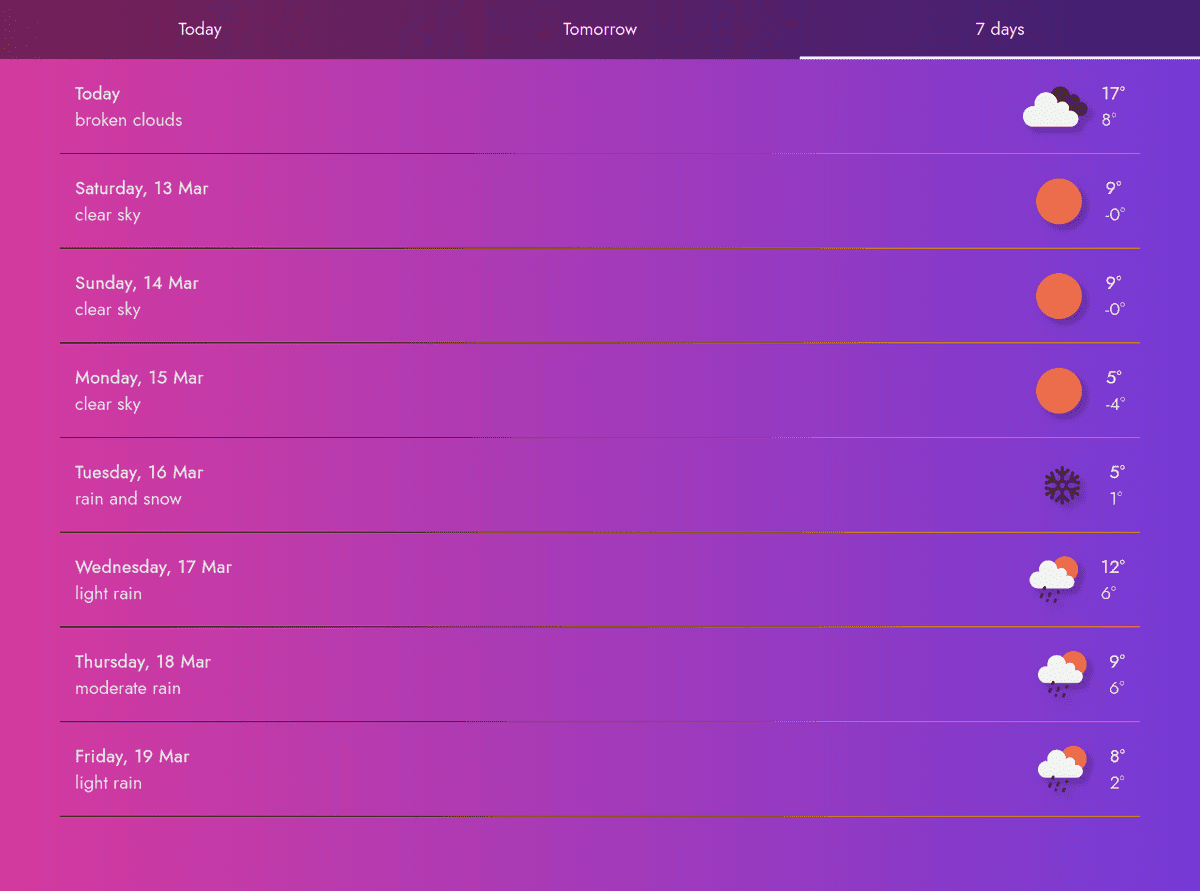 Today Tomorrow 7 days
Today 17°
broken clouds 8°
Saturday, 13 Mar 9°
clear sky -0°
Sunday, 14 Mar 9°
clear sky -0°
Monday, 15 Mar 5°
clear sky -4°
Tuesday, 16 Mar 5°
rain and snow 1°
Wednesday, 17 Mar 12°
light rain 6°
Thursday, 18 Mar 9°
moderate rain 6°
Friday, 19 Mar 8°
light rain 2°